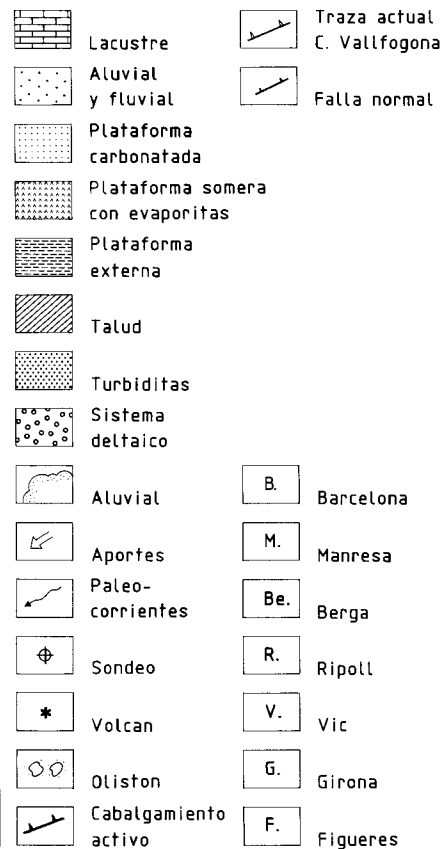 Lacustre
Aluvial
y fluvial
Plataforma
carbonatada
Plataforma somera
con evaporitas
Plataforma
externa
Talud
Turbiditas
Sistema
deltaico
Aluvial
Aportes
Paleo-
corrientes
Sondeo
Volcan
Oliston
Cabalgamiento
activo
Traza actual
C. Vallfogona
Falla normal
B. Barcelona
M. Manresa
Be. Berga
R. Ripoll
V. Vic
G. Girona
F. Figueres